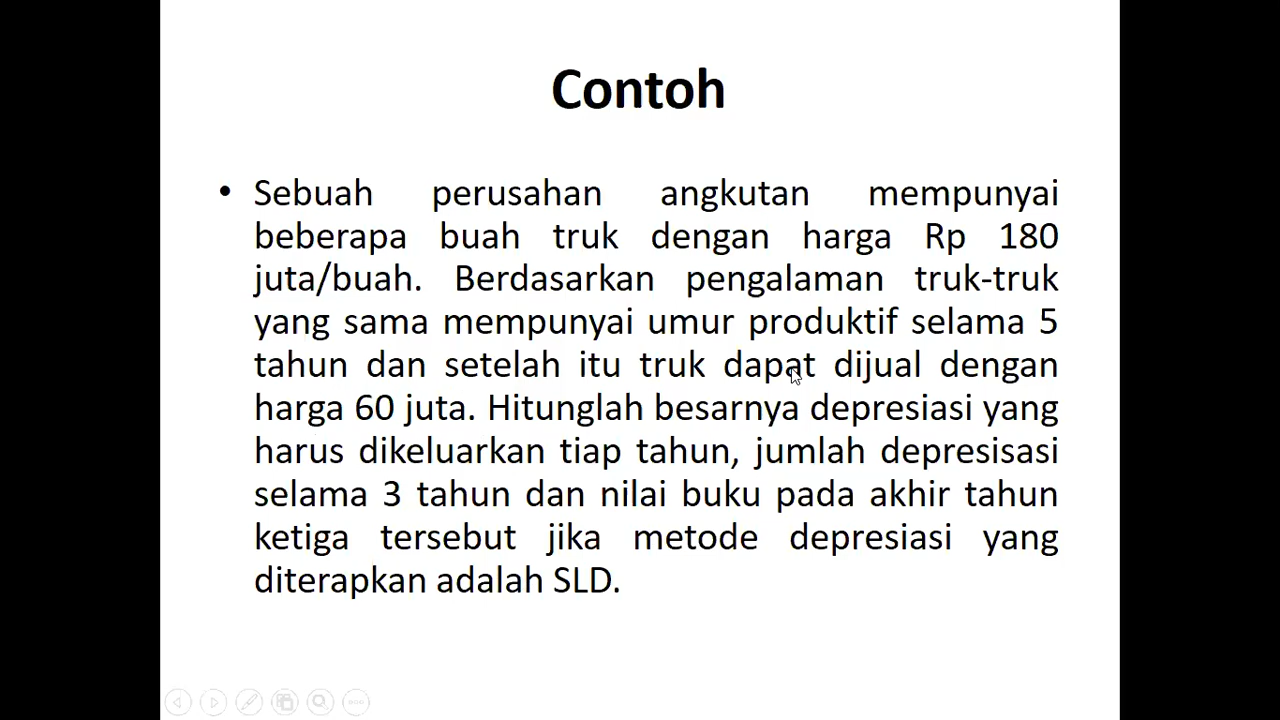 Contoh
• Sebuah perusahan angkutan mempunyai
beberapa buah truk dengan harga Rp 180
juta/buah. Berdasarkan pengalaman truk-truk
yang sama mempunyai umur produktif selama 5
tahun dan setelah itu truk dapat dijual dengan
harga 60 juta. Hitunglah besarnya depresiasi yang
harus dikeluarkan tiap tahun, jumlah depresisasi
selama 3 tahun dan nilai buku pada akhir tahun
ketiga tersebut jika metode depresiasi yang
diterapkan adalah SLD.